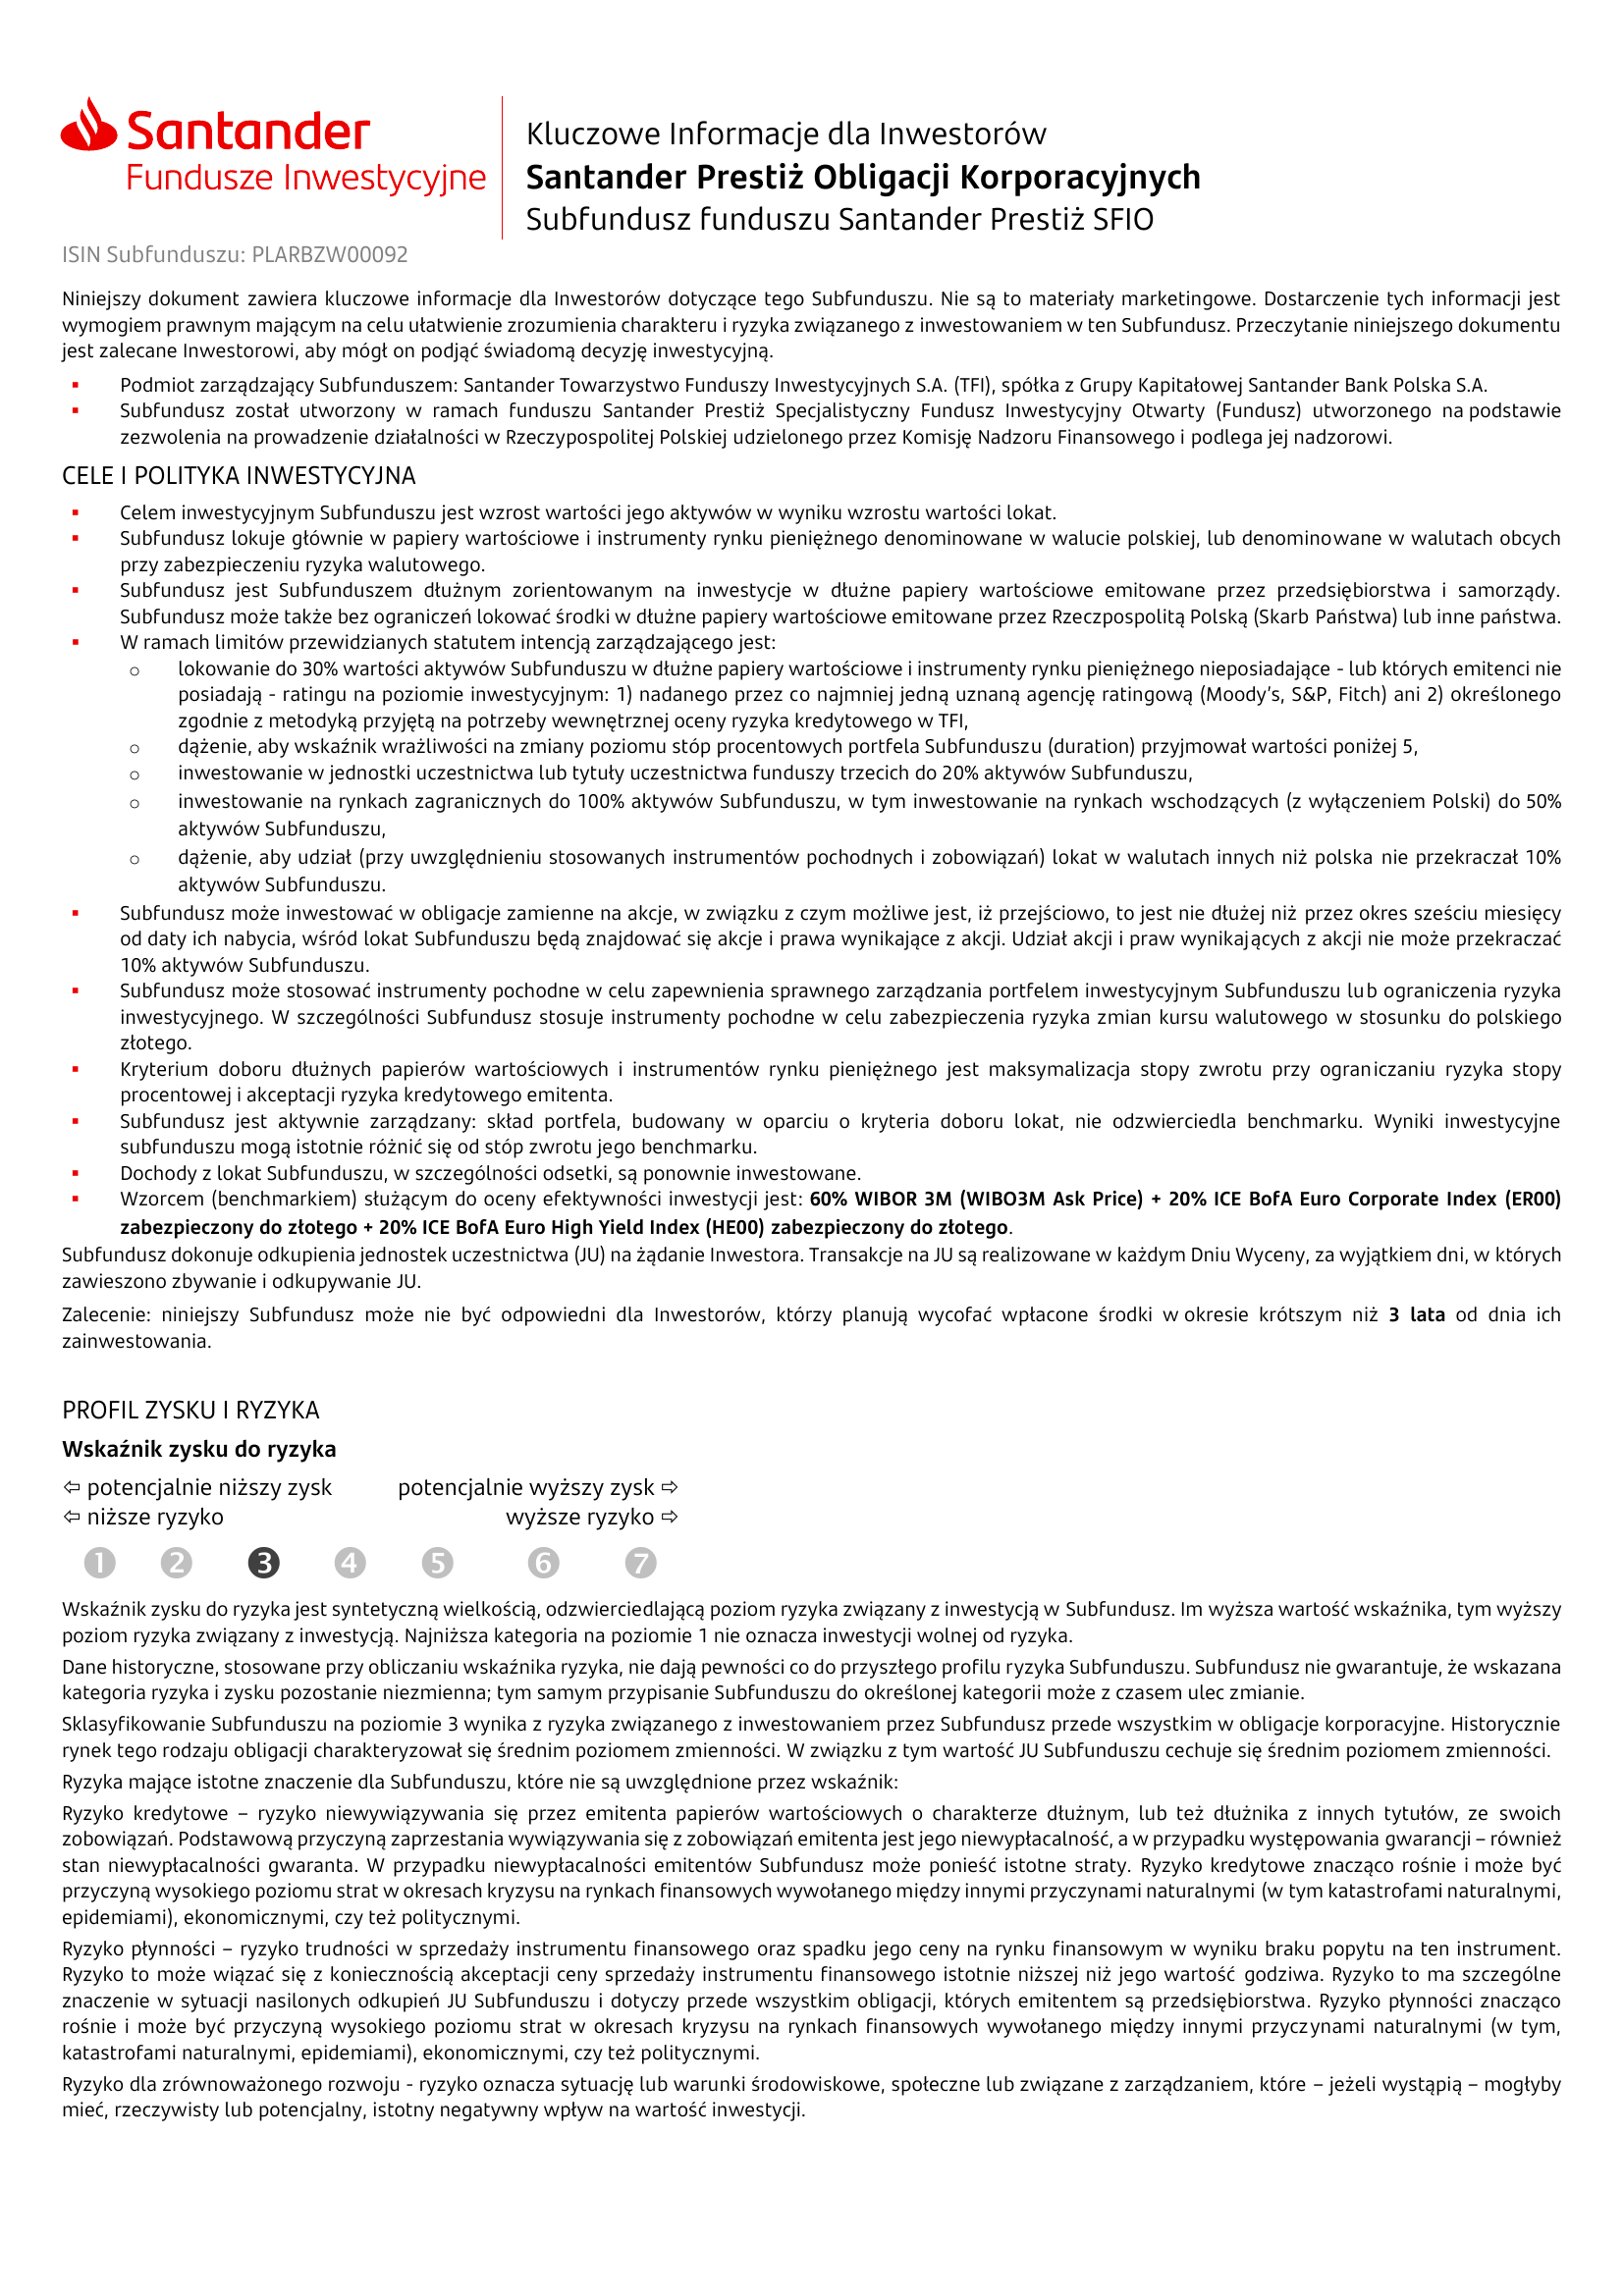 Santander
Fundusze Inwestycyjne
Kluczowe Informacje dla Inwestorów
Santander Prestiż Obligacji Korporacyjnych
Subfundusz funduszu Santander Prestiż SFIO
ISIN Subfunduszu: PLARBZW00092
Niniejszy dokument zawiera kluczowe informacje dla Inwestorów dotyczące tego Subfunduszu. Nie są to materiały marketingowe. Dostarczenie tych informacji jest
wymogiem prawnym mającym na celu ułatwienie zrozumienia charakteru i ryzyka związanego z inwestowaniem w ten Subfundusz. Przeczytanie niniejszego dokumentu
jest zalecane Inwestorowi, aby mógł on podjąć świadomą decyzję inwestycyjną.
▪ Podmiot zarządzający Subfunduszem: Santander Towarzystwo Funduszy Inwestycyjnych S.A. (TFI), spółka z Grupy Kapitałowej Santander Bank Polska S.A.
▪ Subfundusz został utworzony w ramach funduszu Santander Prestiż Specjalistyczny Fundusz Inwestycyjny Otwarty (Fundusz) utworzonego na podstawie
zezwolenia na prowadzenie działalności w Rzeczypospolitej Polskiej udzielonego przez Komisję Nadzoru Finansowego i podlega jej nadzorowi.
CELE I POLITYKA INWESTYCYJNA
▪ Celem inwestycyjnym Subfunduszu jest wzrost wartości jego aktywów w wyniku wzrostu wartości lokat.
▪ Subfundusz lokuje głównie w papiery wartościowe i instrumenty rynku pieniężnego denominowane w walucie polskiej, lub denominowane w walutach obcych
przy zabezpieczeniu ryzyka walutowego.
▪ Subfundusz jest Subfunduszem dłużnym zorientowanym na inwestycje w dłużne papiery wartościowe emitowane przez przedsiębiorstwa i samorządy.
Subfundusz może także bez ograniczeń lokować środki w dłużne papiery wartościowe emitowane przez Rzeczpospolitą Polską (Skarb Państwa) lub inne państwa.
▪ W ramach limitów przewidzianych statutem intencją zarządzającego jest:
o lokowanie do 30% wartości aktywów Subfunduszu w dłużne papiery wartościowe i instrumenty rynku pieniężnego nieposiadające - lub których emitenci nie
posiadają - ratingu na poziomie inwestycyjnym: 1) nadanego przez co najmniej jedną uznaną agencję ratingową (Moody’s, S&P, Fitch) ani 2) określonego
zgodnie z metodyką przyjętą na potrzeby wewnętrznej oceny ryzyka kredytowego w TFI,
o dążenie, aby wskaźnik wrażliwości na zmiany poziomu stóp procentowych portfela Subfunduszu (duration) przyjmował wartości poniżej 5,
o inwestowanie w jednostki uczestnictwa lub tytuły uczestnictwa funduszy trzecich do 20% aktywów Subfunduszu,
o inwestowanie na rynkach zagranicznych do 100% aktywów Subfunduszu, w tym inwestowanie na rynkach wschodzących (z wyłączeniem Polski) do 50%
aktywów Subfunduszu,
o dążenie, aby udział (przy uwzględnieniu stosowanych instrumentów pochodnych i zobowiązań) lokat w walutach innych niż polska nie przekraczał 10%
aktywów Subfunduszu.
▪ Subfundusz może inwestować w obligacje zamienne na akcje, w związku z czym możliwe jest, iż przejściowo, to jest nie dłużej niż przez okres sześciu miesięcy
od daty ich nabycia, wśród lokat Subfunduszu będą znajdować się akcje i prawa wynikające z akcji. Udział akcji i praw wynikających z akcji nie może przekraczać
10% aktywów Subfunduszu.
▪ Subfundusz może stosować instrumenty pochodne w celu zapewnienia sprawnego zarządzania portfelem inwestycyjnym Subfunduszu lub ograniczenia ryzyka
inwestycyjnego. W szczególności Subfundusz stosuje instrumenty pochodne w celu zabezpieczenia ryzyka zmian kursu walutowego w stosunku do polskiego
złotego.
▪ Kryterium doboru dłużnych papierów wartościowych i instrumentów rynku pieniężnego jest maksymalizacja stopy zwrotu przy ograniczaniu ryzyka stopy
procentowej i akceptacji ryzyka kredytowego emitenta.
▪ Subfundusz jest aktywnie zarządzany: skład portfela, budowany w oparciu o kryteria doboru lokat, nie odzwierciedla benchmarku. Wyniki inwestycyjne
subfunduszu mogą istotnie różnić się od stóp zwrotu jego benchmarku.
▪ Dochody z lokat Subfunduszu, w szczególności odsetki, są ponownie inwestowane.
▪ Wzorcem (benchmarkiem) służącym do oceny efektywności inwestycji jest: 60% WIBOR 3M (WIBO3M Ask Price) + 20% ICE BofA Euro Corporate Index (ER00)
zabezpieczony do złotego + 20% ICE BofA Euro High Yield Index (HE00) zabezpieczony do złotego.
Subfundusz dokonuje odkupienia jednostek uczestnictwa (JU) na żądanie Inwestora. Transakcje na JU są realizowane w każdym Dniu Wyceny, za wyjątkiem dni, w których
zawieszono zbywanie i odkupywanie JU.
Zalecenie: niniejszy Subfundusz może nie być odpowiedni dla Inwestorów, którzy planują wycofać wpłacone środki w okresie krótszym niż 3 lata od dnia ich
zainwestowania.
PROFIL ZYSKU I RYZYKA
Wskaźnik zysku do ryzyka
⇦ potencjalnie niższy zysk potencjalnie wyższy zysk ⇨
⇦ niższe ryzyko wyższe ryzyko ⇨
1 2 3 4 5 6 7
Wskaźnik zysku do ryzyka jest syntetyczną wielkością, odzwierciedlającą poziom ryzyka związany z inwestycją w Subfundusz. Im wyższa wartość wskaźnika, tym wyższy
poziom ryzyka związany z inwestycją. Najniższa kategoria na poziomie 1 nie oznacza inwestycji wolnej od ryzyka.
Dane historyczne, stosowane przy obliczaniu wskaźnika ryzyka, nie dają pewności co do przyszłego profilu ryzyka Subfunduszu. Subfundusz nie gwarantuje, że wskazana
kategoria ryzyka i zysku pozostanie niezmienna; tym samym przypisanie Subfunduszu do określonej kategorii może z czasem ulec zmianie.
Sklasyfikowanie Subfunduszu na poziomie 3 wynika z ryzyka związanego z inwestowaniem przez Subfundusz przede wszystkim w obligacje korporacyjne. Historycznie
rynek tego rodzaju obligacji charakteryzował się średnim poziomem zmienności. W związku z tym wartość JU Subfunduszu cechuje się średnim poziomem zmienności.
Ryzyka mające istotne znaczenie dla Subfunduszu, które nie są uwzględnione przez wskaźnik:
Ryzyko kredytowe – ryzyko niewywiązywania się przez emitenta papierów wartościowych o charakterze dłużnym, lub też dłużnika z innych tytułów, ze swoich
zobowiązań. Podstawową przyczyną zaprzestania wywiązywania się z zobowiązań emitenta jest jego niewypłacalność, a w przypadku występowania gwarancji – również
stan niewypłacalności gwaranta. W przypadku niewypłacalności emitentów Subfundusz może ponieść istotne straty. Ryzyko kredytowe znacząco rośnie i może być
przyczyną wysokiego poziomu strat w okresach kryzysu na rynkach finansowych wywołanego między innymi przyczynami naturalnymi (w tym katastrofami naturalnymi,
epidemiami), ekonomicznymi, czy też politycznymi.
Ryzyko płynności – ryzyko trudności w sprzedaży instrumentu finansowego oraz spadku jego ceny na rynku finansowym w wyniku braku popytu na ten instrument.
Ryzyko to może wiązać się z koniecznością akceptacji ceny sprzedaży instrumentu finansowego istotnie niższej niż jego wartość godziwa. Ryzyko to ma szczególne
znaczenie w sytuacji nasilonych odkupień JU Subfunduszu i dotyczy przede wszystkim obligacji, których emitentem są przedsiębiorstwa. Ryzyko płynności znacząco
rośnie i może być przyczyną wysokiego poziomu strat w okresach kryzysu na rynkach finansowych wywołanego między innymi przyczynami naturalnymi (w tym,
katastrofami naturalnymi, epidemiami), ekonomicznymi, czy też politycznymi.
Ryzyko dla zrównoważonego rozwoju - ryzyko oznacza sytuację lub warunki środowiskowe, społeczne lub związane z zarządzaniem, które – jeżeli wystąpią – mogłyby
mieć, rzeczywisty lub potencjalny, istotny negatywny wpływ na wartość inwestycji.